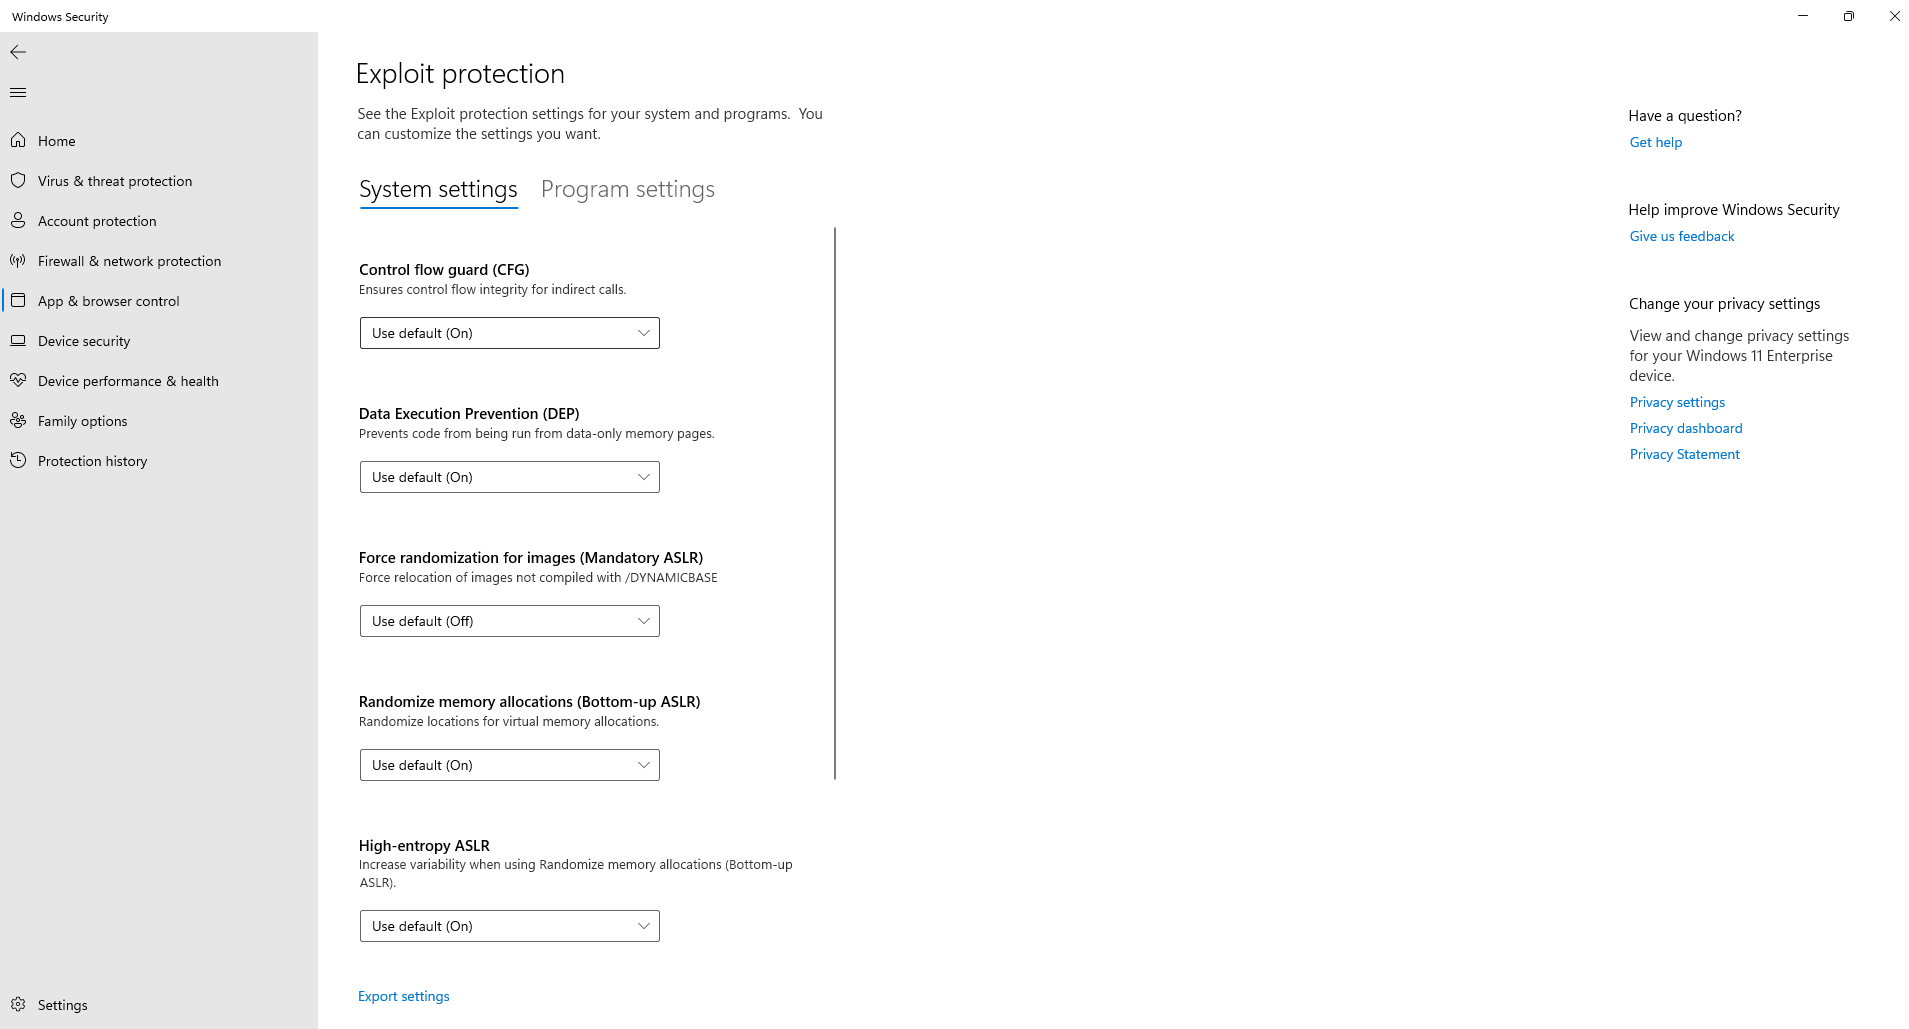 Windows Security
Home
Virus & threat protection
Account protection
Firewall & network protection
App & browser control
Device security
Device performance & health
Family options
Protection history
Settings
Exploit protection
See the Exploit protection settings for your system and programs.  You
can customize the settings you want.
System settings
Program settings
Control flow guard (CFG)
Ensures control flow integrity for indirect calls.
Use default (On)
Data Execution Prevention (DEP)
Prevents code from being run from data-only memory pages.
Use default (On)
Force randomization for images (Mandatory ASLR)
Force relocation of images not compiled with /DYNAMICBASE
Use default (Off)
Randomize memory allocations (Bottom-up ASLR)
Randomize locations for virtual memory allocations.
Use default (On)
High-entropy ASLR
Increase variability when using Randomize memory allocations (Bottom-up
ASLR).
Use default (On)
Export settings
Have a question?
Get help
Help improve Windows Security
Give us feedback
Change your privacy settings
View and change privacy settings
for your Windows 11 Enterprise
device.
Privacy settings
Privacy dashboard
Privacy Statement